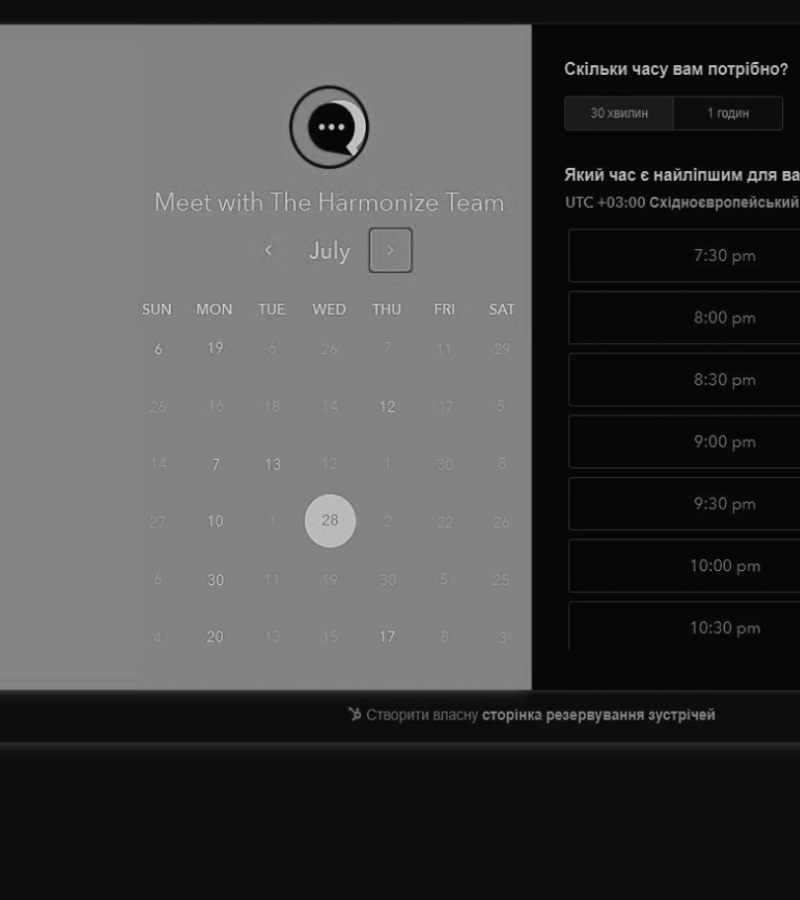 Meet with The Harmonize Team
July
SUN MON TUE WED THU FRI SAT
6 19 6 26 7 11 29
26 16 18 14 12 17 5
14 7 13 12 1 30 8
27 10 1 28 2 22 26
6 30 11 19 30 5 25
4 20 13 15 17 8 3
Скільки часу вам потрібно?
30 хвилин 1 годин
Який час є найліпшим для ва
UTC +03:00 Східноєвропейський
7:30 pm
8:00 pm
8:30 pm
9:00 pm
9:30 pm
10:00 pm
10:30 pm
Створити власну сторінка резервування зустрічей